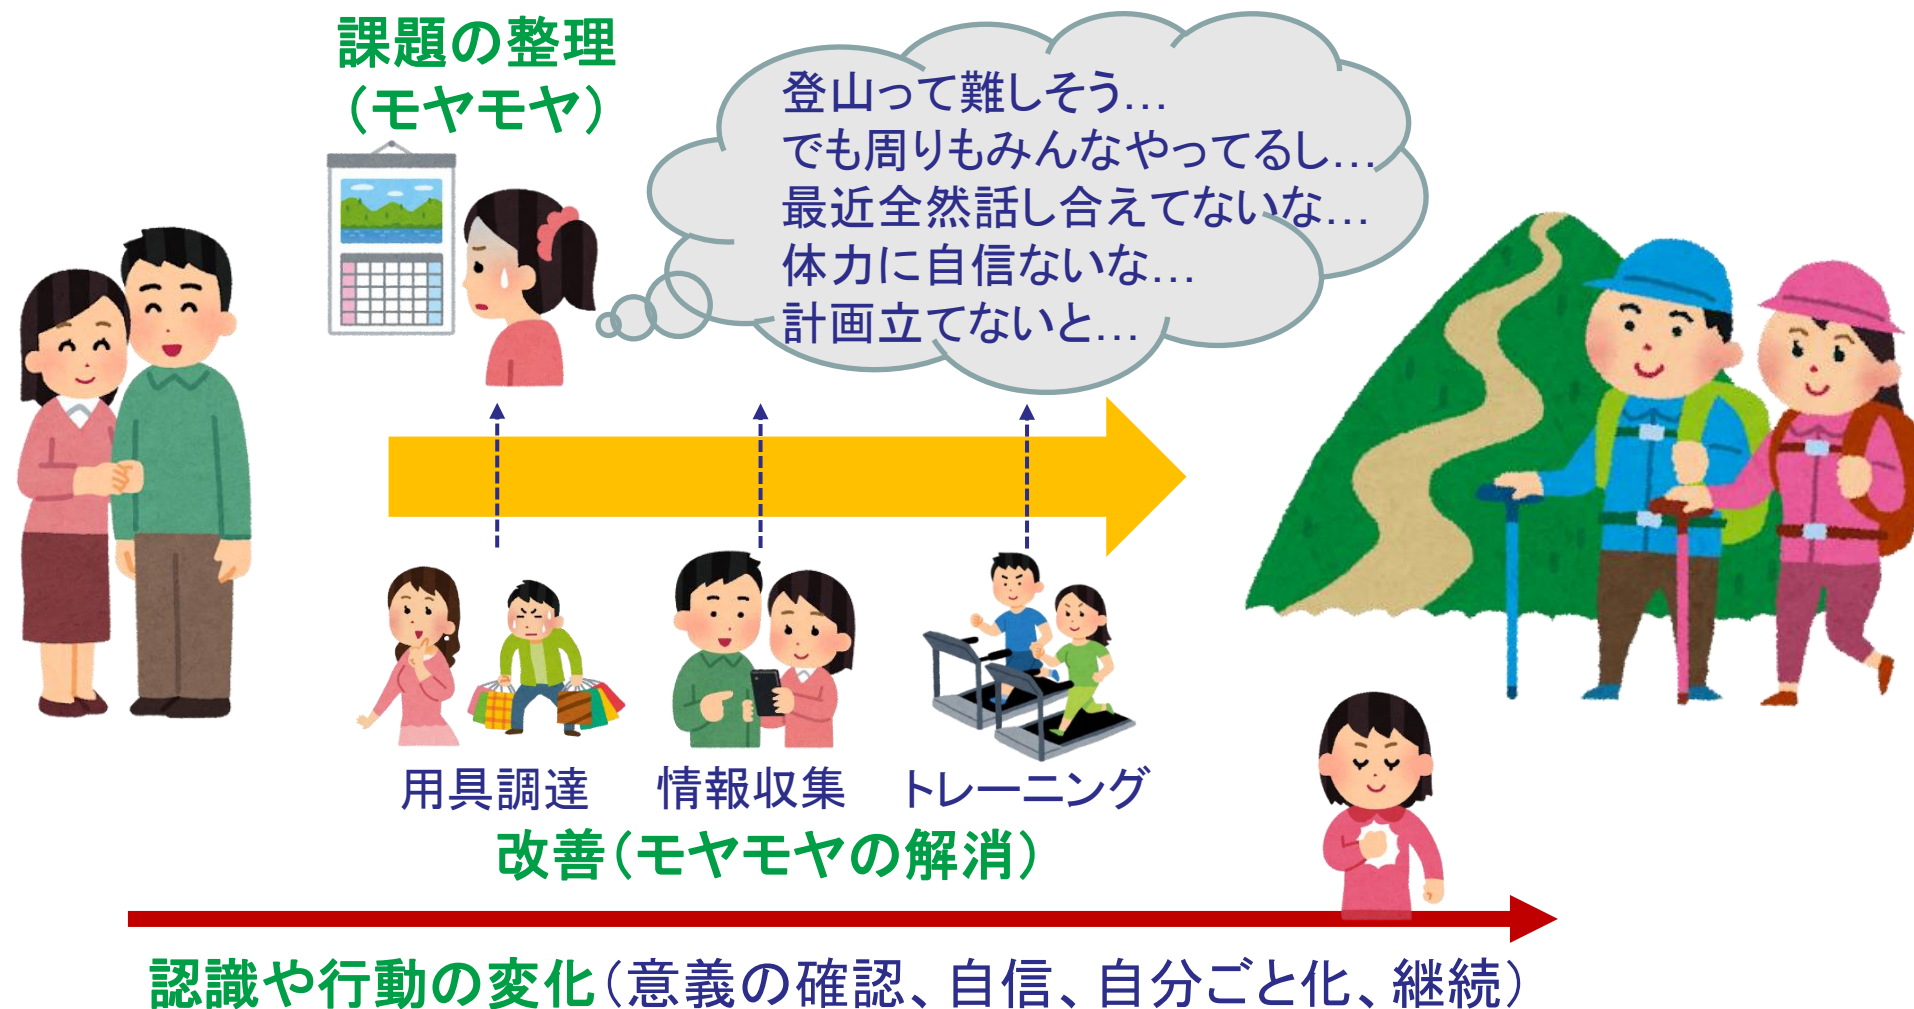 課題の整理
（モヤモヤ）
登山って難しそう…
でも周りもみんなやってるし…
最近全然話し合えてないな…
体力に自信ないな…
計画立てないと…
用具調達
情報収集
トレーニング
改善（モヤモヤの解消）
認識や行動の変化（意義の確認、自信、自分ごと化、継続）